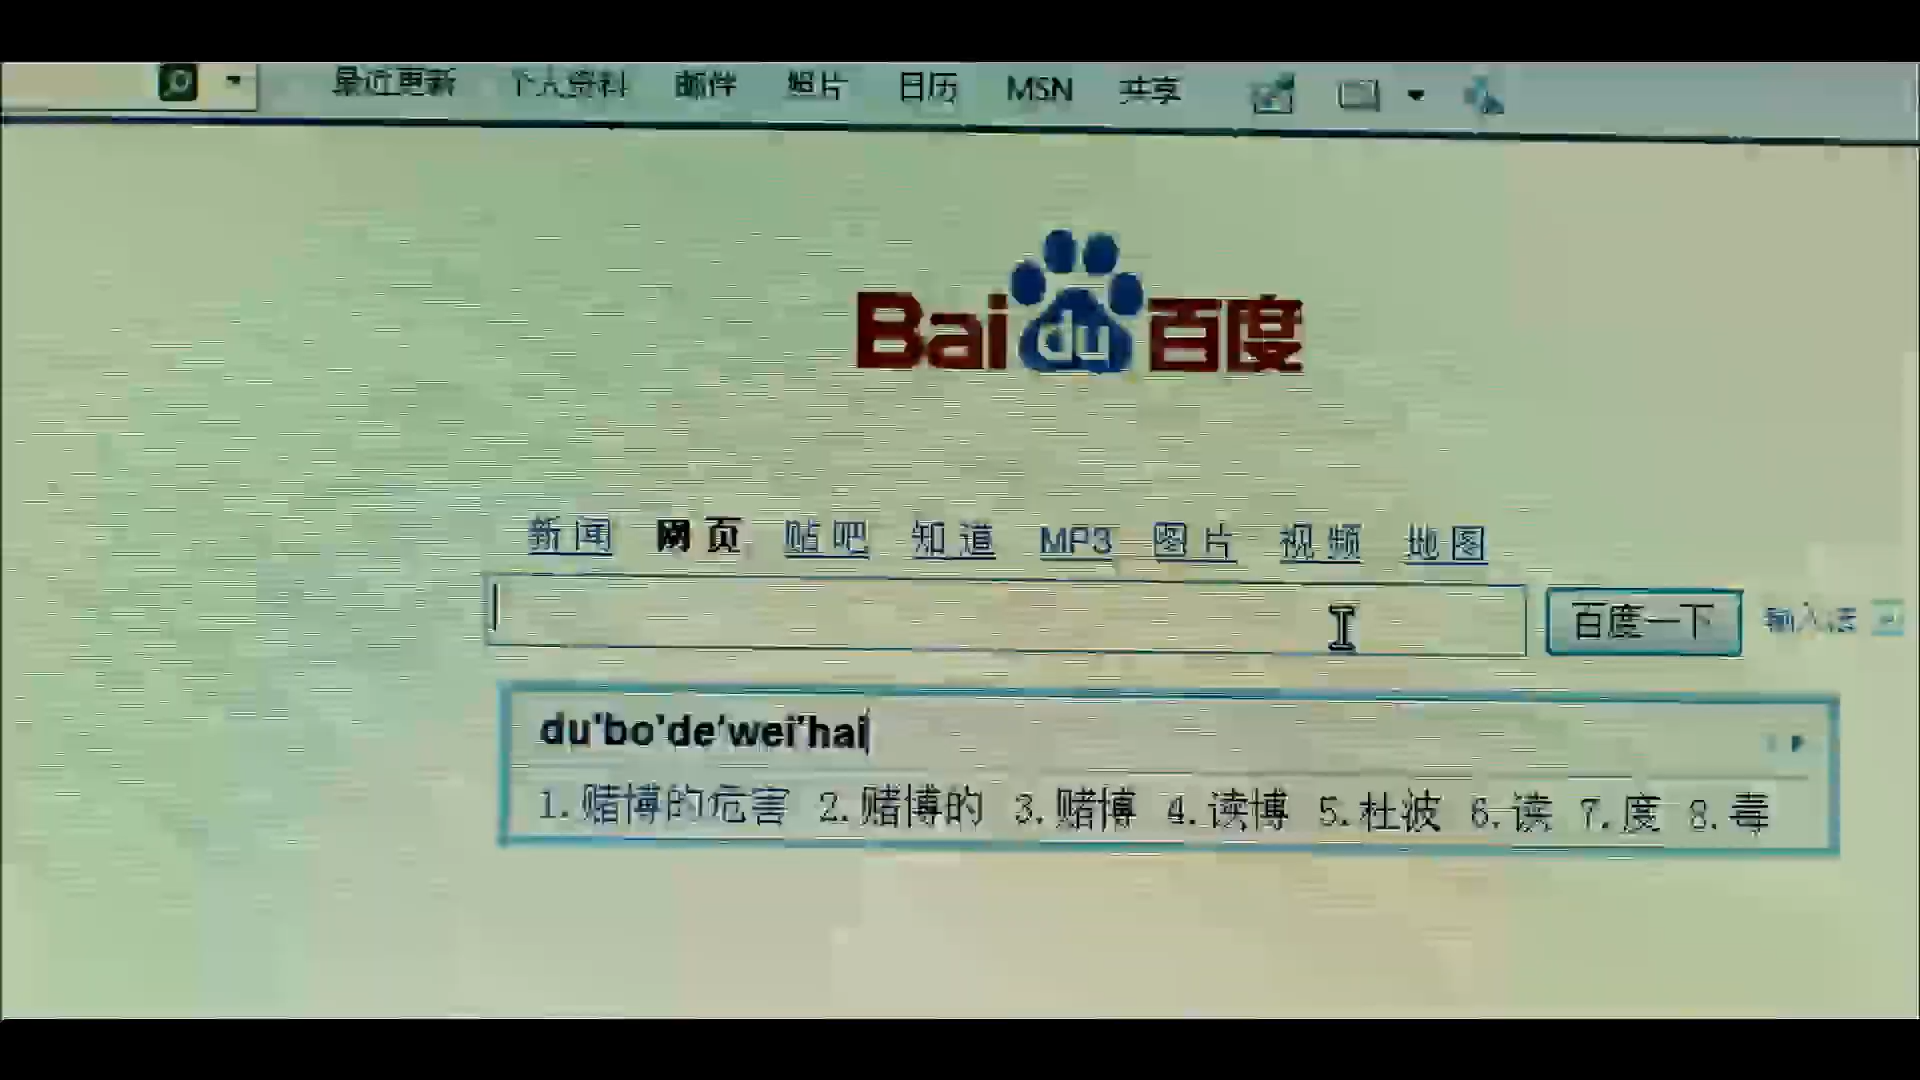 最近更新 个人资料 邮件 照片 日历 MSN 共享
Bai du 百度
新闻 网页 贴吧 知道 MP3 图片 视频 地图
百度一下 输入法
du'bo'de'wei'hai
1.赌博的危害 2.赌博的 3.赌博 4.读博 5.杜波 6.读 7.度 8.毒